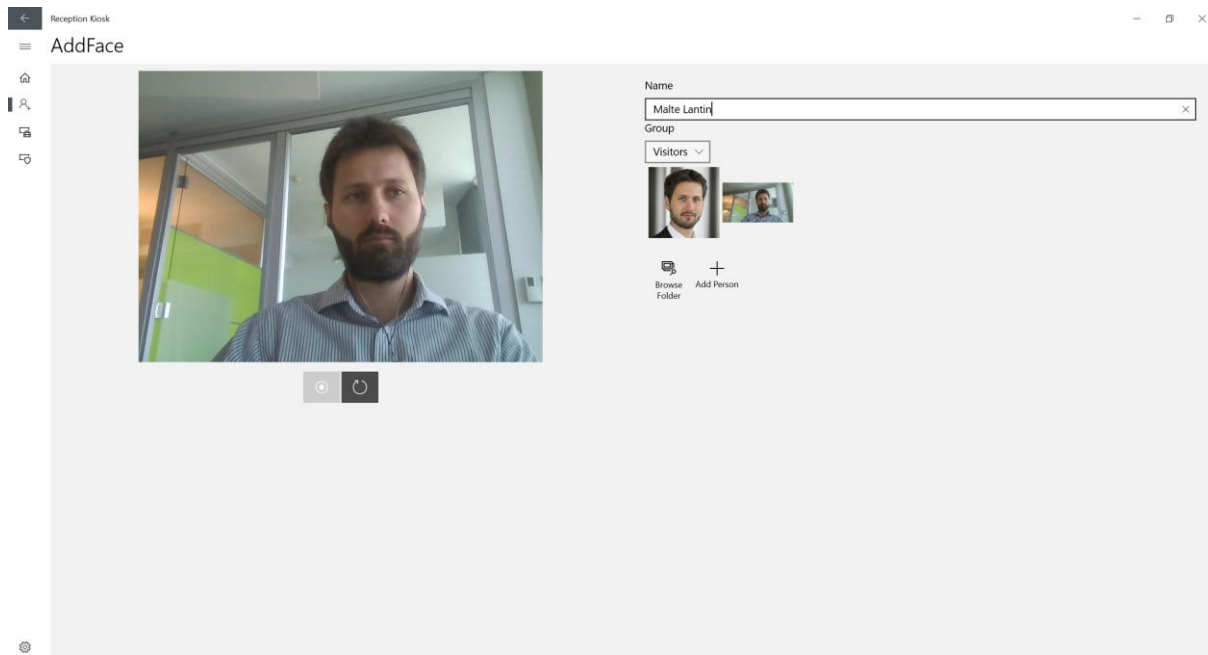 Reception Kiosk
AddFace
Name
Malte Lantin
Group
Visitors
Browse
Folder
Add Person